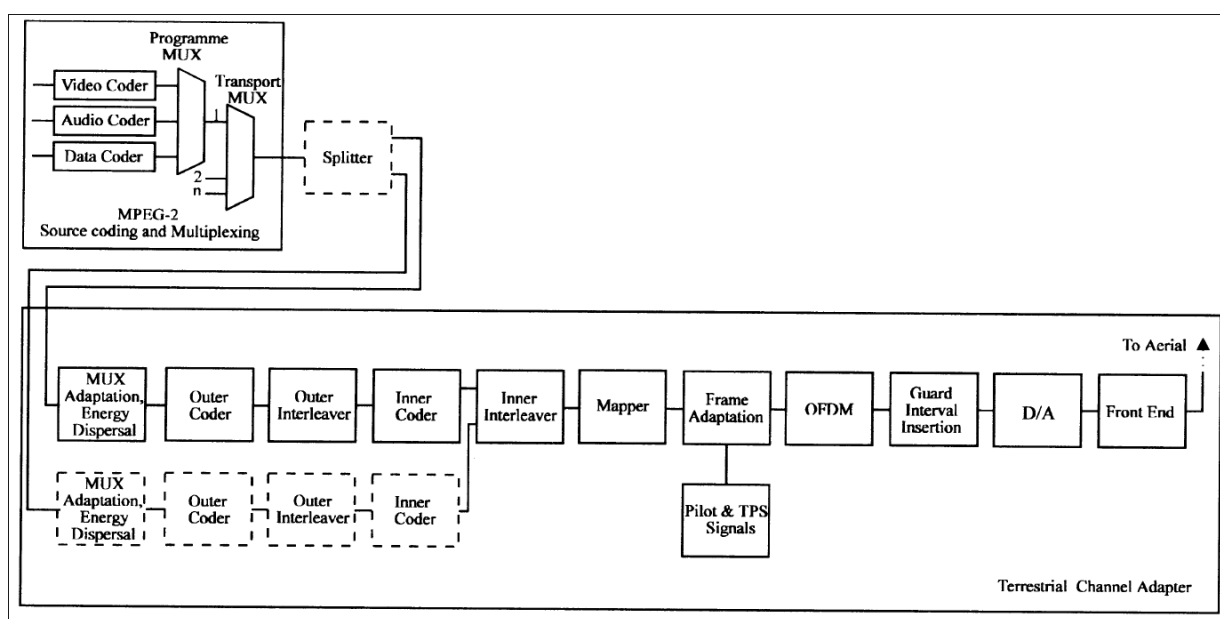 Programme
MUX
Video Coder
Transport
MUX
Audio Coder
1
Data Coder
Splitter
2
n
MPEG-2
Source coding and Multiplexing
To Aerial
MUX
Adaptation,
Energy
Dispersal
Outer
Coder
Outer
Interleaver
Inner
Coder
Inner
Interleaver
Mapper
Frame
Adaptation
OFDM
Guard
Interval
Insertion
D/A
Front End
MUX
Adaptation,
Energy
Dispersal
Outer
Coder
Outer
Interleaver
Inner
Coder
Pilot & TPS
Signals
Terrestrial Channel Adapter